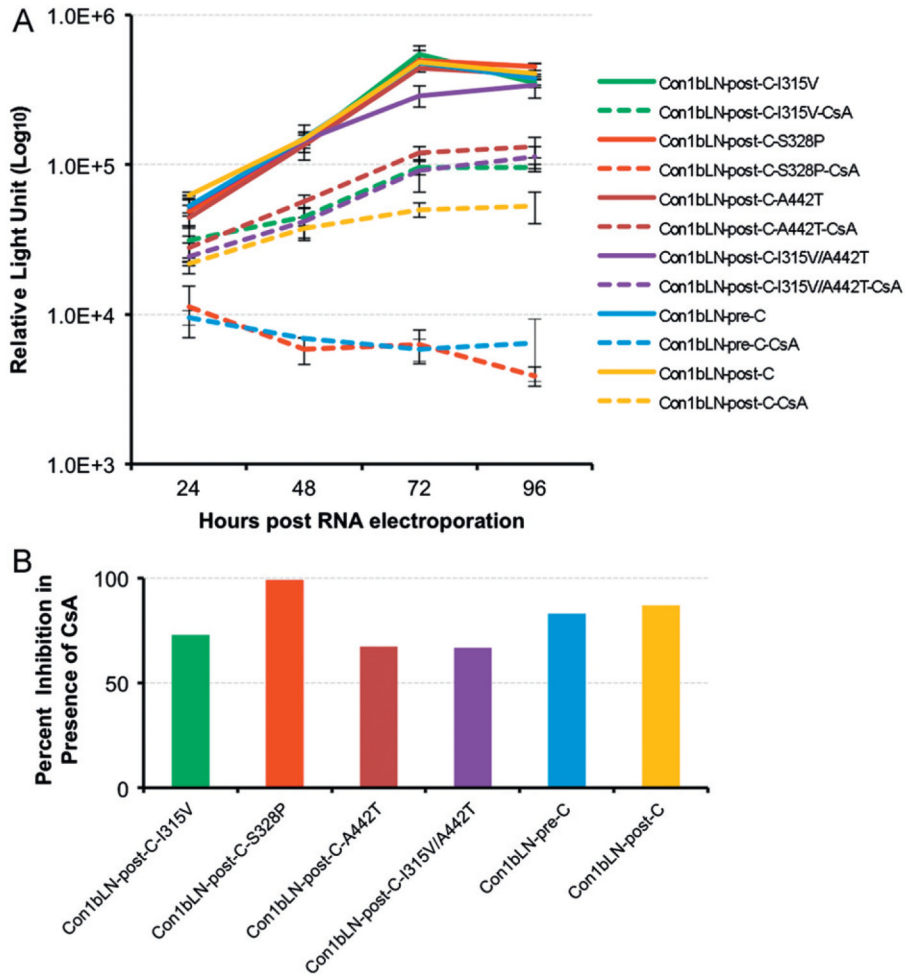 A
1.0E+6
1.0E+5
1.0E+4
1.0E+3
Relative Light Unit (Log10)
24 48 72 96
Hours post RNA electroporation
Con1bLN-post-C-I315V
Con1bLN-post-C-I315V-CsA
Con1bLN-post-C-S328P
Con1bLN-post-C-S328P-CsA
Con1bLN-post-C-A442T
Con1bLN-post-C-A442T-CsA
Con1bLN-post-C-I315V/A442T
Con1bLN-post-C-I315V/A442T-CsA
Con1bLN-pre-C
Con1bLN-pre-C-CsA
Con1bLN-post-C
Con1bLN-post-C-CsA
B
100
50
0
Percent Inhibition in
Presence of CsA
Con1bLN-post-C-I315V
Con1bLN-post-C-S328P
Con1bLN-post-C-A442T
Con1bLN-post-C-I315V//A442T
Con1bLN-pre-C
Con1bLN-post-C